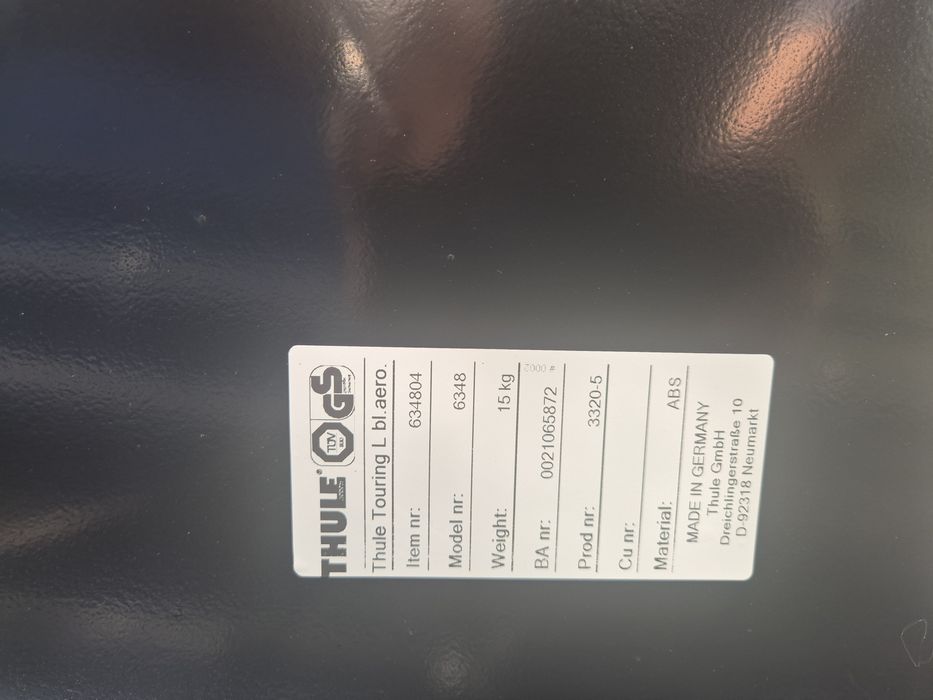 THULE® TÜV GS
Thule Touring L bl.aero.
Item nr: 634804
Model nr: 6348
Weight: 15 kg
BA nr: 0021065872 # 0002
Prod nr: 3320-5
Cu nr:
Material: ABS
MADE IN GERMANY
Thule GmbH
Dreichlingerstraße 10
D-92318 Neumarkt